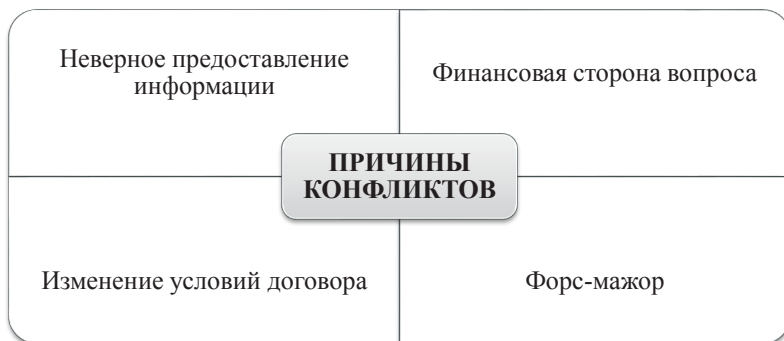 Неверное предоставление
информации
Финансовая сторона вопроса
ПРИЧИНЫ
КОНФЛИКТОВ
Изменение условий договора
Форс-мажор